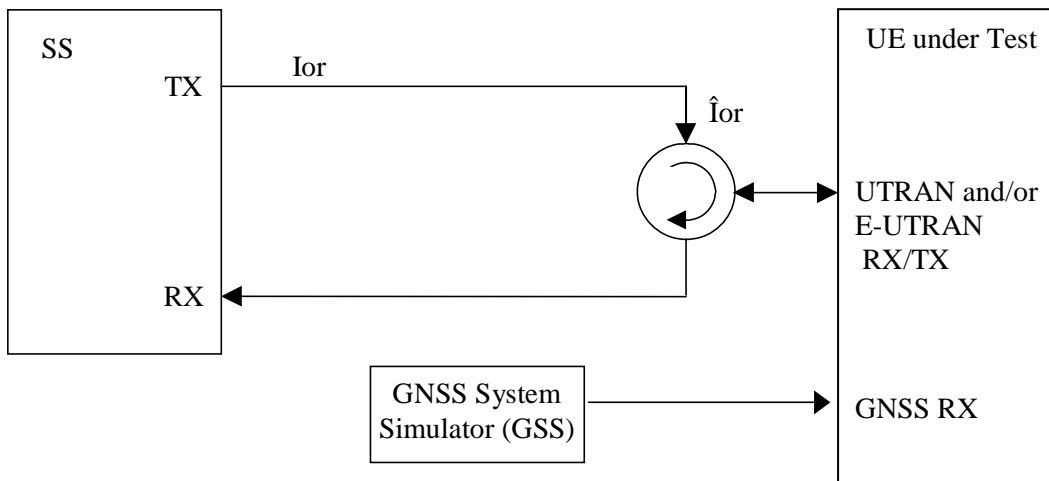 SS
TX
RX
Ior
Îor
UE under Test
UTRAN and/or
E-UTRAN
RX/TX
GNSS System
Simulator (GSS)
GNSS RX